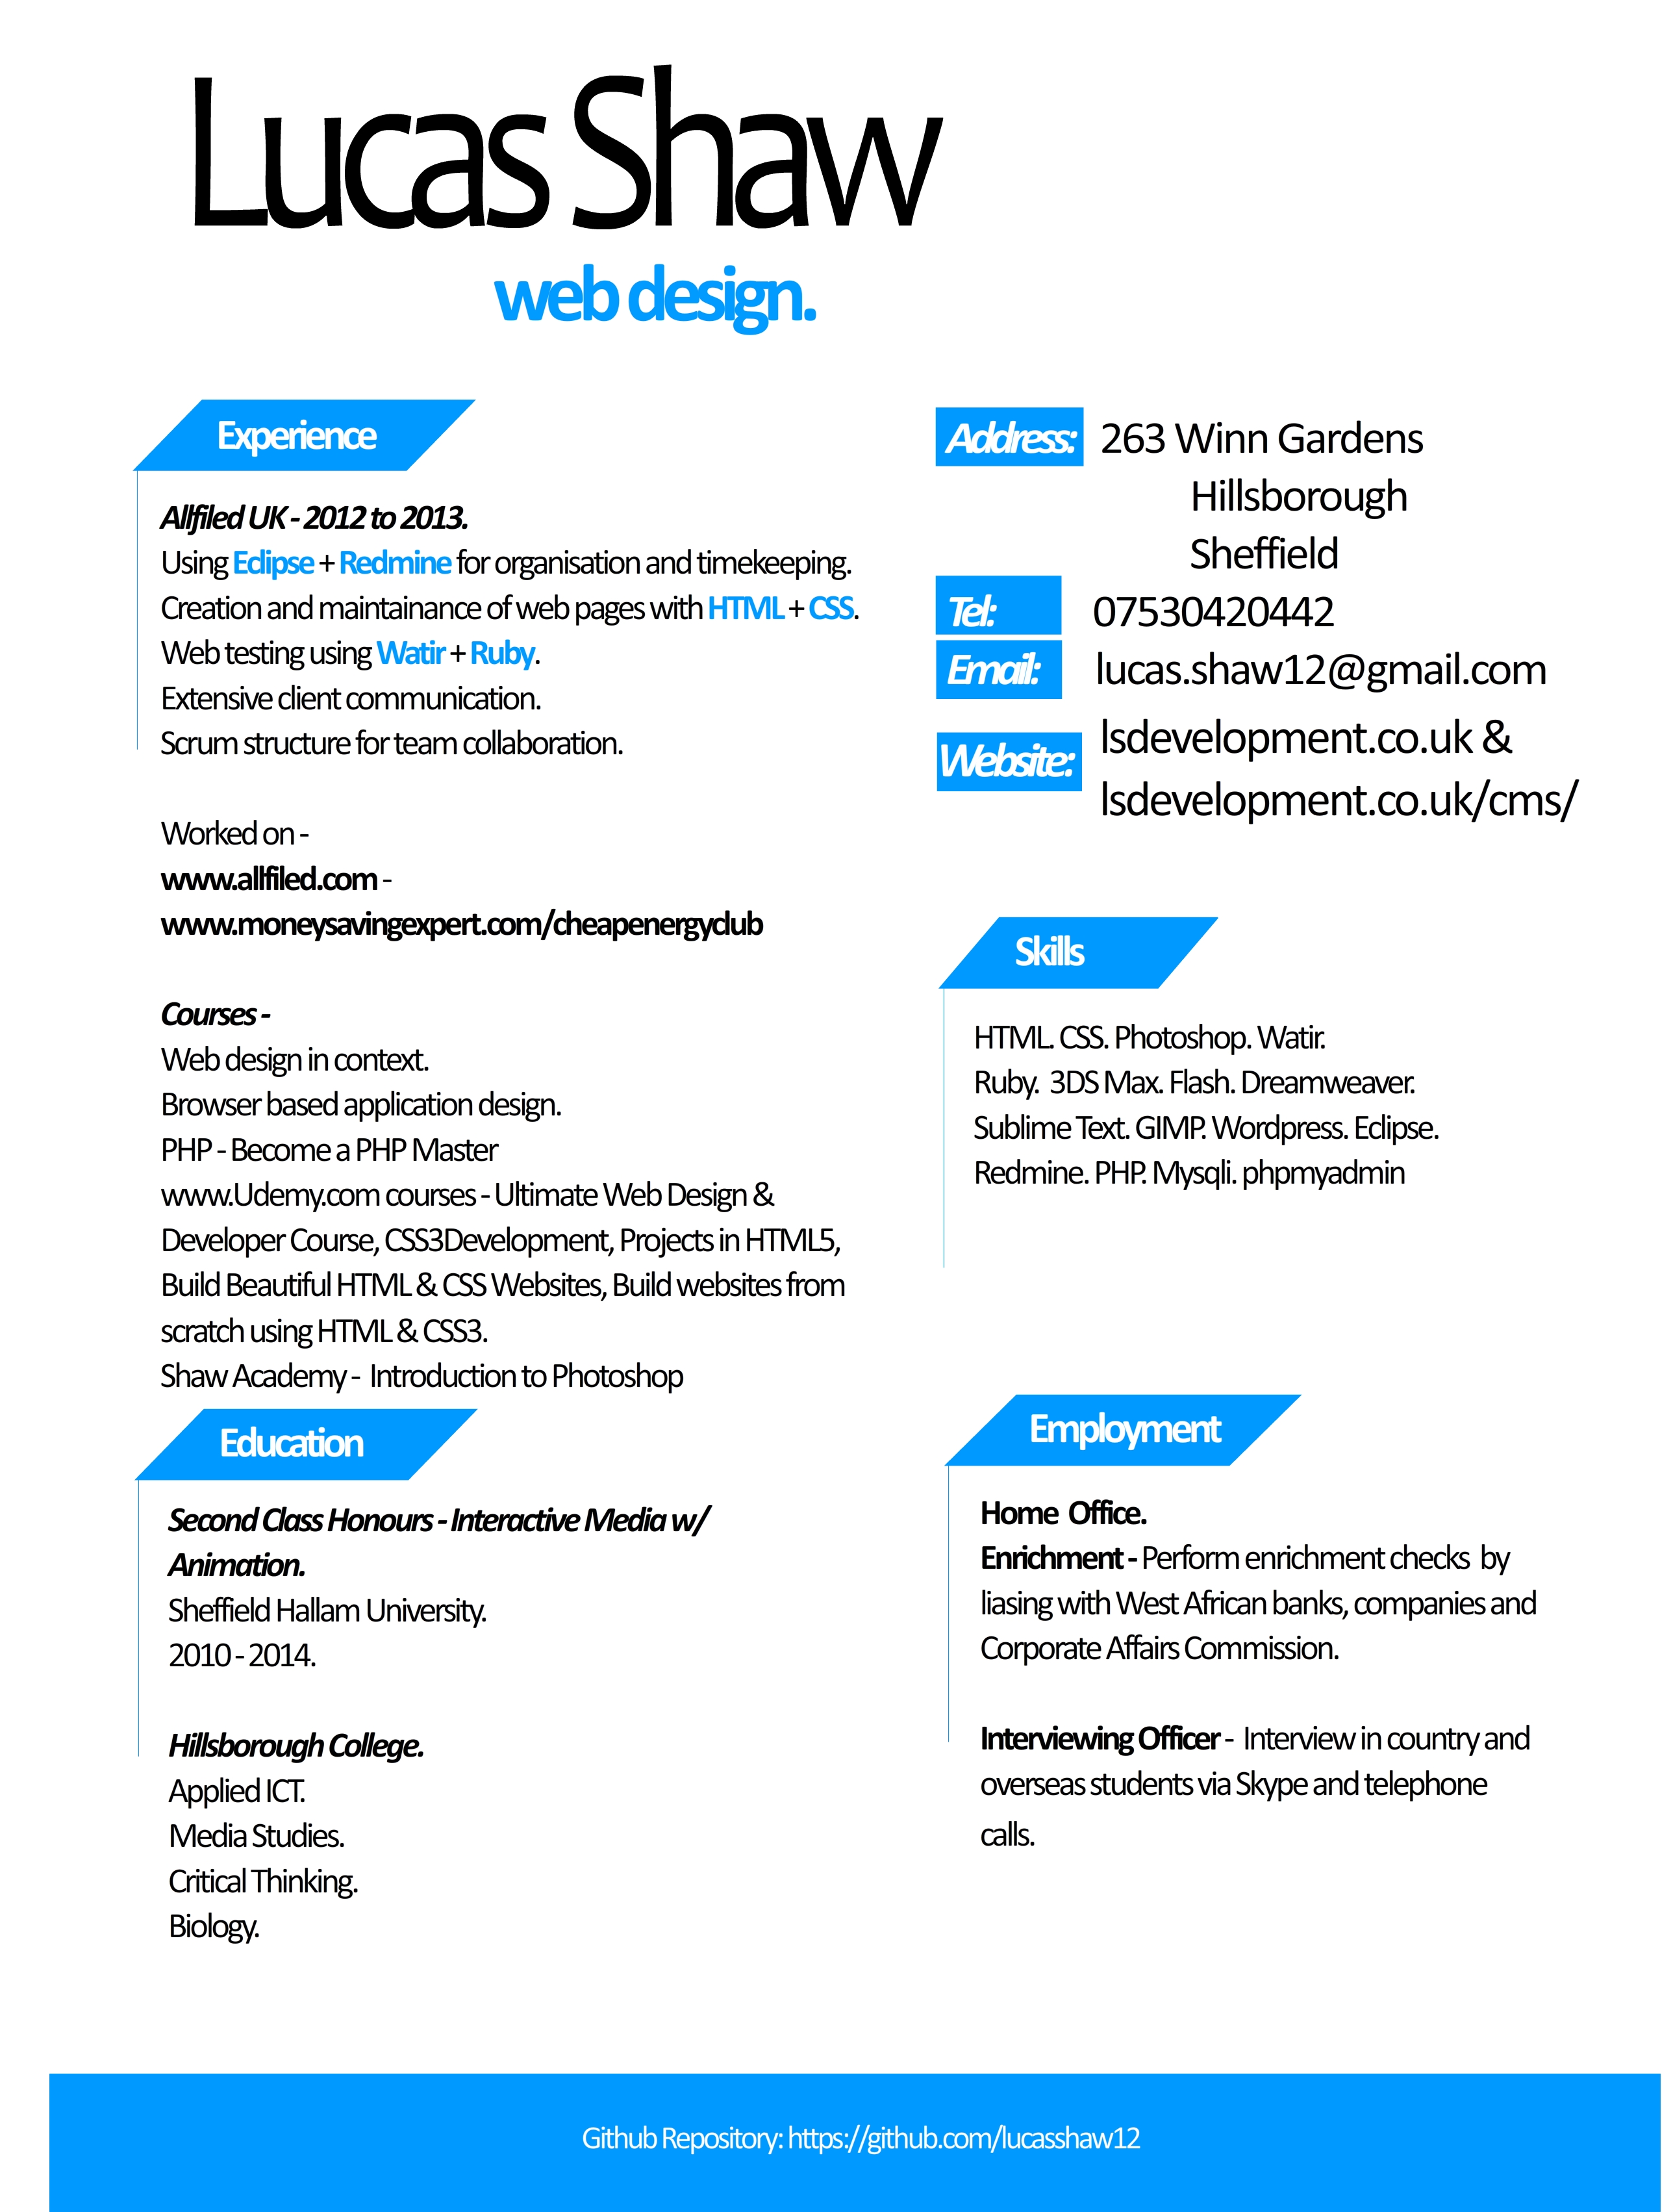 Lucas Shaw
web design.
Experience
Allfiled UK - 2012 to 2013.
Using Eclipse + Redmine for organisation and timekeeping.
Creation and maintainance of web pages with HTML + CSS.
Web testing using Watir + Ruby.
Extensive client communication.
Scrum structure for team collaboration.
Worked on -
www.allfiled.com -
www.moneysavingexpert.com/cheapenergyclub
Courses -
Web design in context.
Browser based application design.
PHP - Become a PHP Master
www.Udemy.com courses - Ultimate Web Design &
Developer Course, CSS3Development, Projects in HTML5,
Build Beautiful HTML & CSS Websites, Build websites from
scratch using HTML & CSS3.
Shaw Academy - Introduction to Photoshop
Education
Second Class Honours - Interactive Media w/
Animation.
Sheffield Hallam University.
2010 - 2014.
Hillsborough College.
Applied ICT.
Media Studies.
Critical Thinking.
Biology.
Address: 263 Winn Gardens
Hillsborough
Sheffield
Tel: 07530420442
Email: lucas.shaw12@gmail.com
Website: lsdevelopment.co.uk &
lsdevelopment.co.uk/cms/
Skills
HTML. CSS. Photoshop. Watir.
Ruby. 3DS Max. Flash. Dreamweaver.
Sublime Text. GIMP. Wordpress. Eclipse.
Redmine. PHP. Mysqli. phpmyadmin
Employment
Home Office.
Enrichment - Perform enrichment checks by
liasing with West African banks, companies and
Corporate Affairs Commission.
Interviewing Officer - Interview in country and
overseas students via Skype and telephone
calls.
Github Repository: https://github.com/lucasshaw12